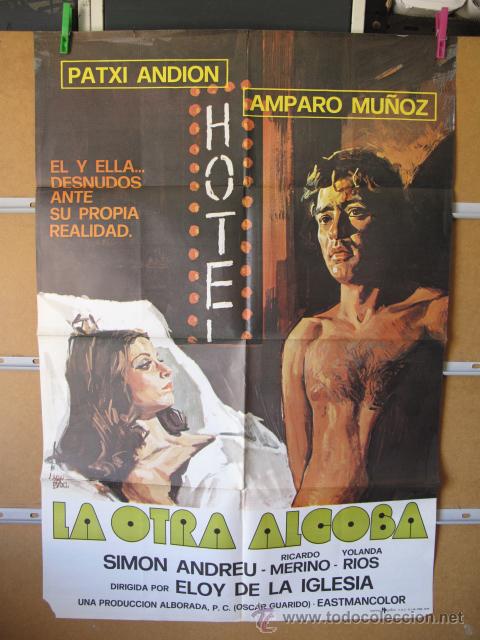 PATXI ANDION
AMPARO MUÑOZ
HOTEL
EL Y ELLA...
DESNUDOS
ANTE
SU PROPIA
REALIDAD.
LA OTRA ALCOBA
SIMON ANDREU - RICARDO MERINO - YOLANDA RIOS
DIRIGIDA POR ELOY DE LA IGLESIA
UNA PRODUCCION ALBORADA, P. C. (OSCAR GUARIDO) · EASTMANCOLOR
www.todocoleccion.net